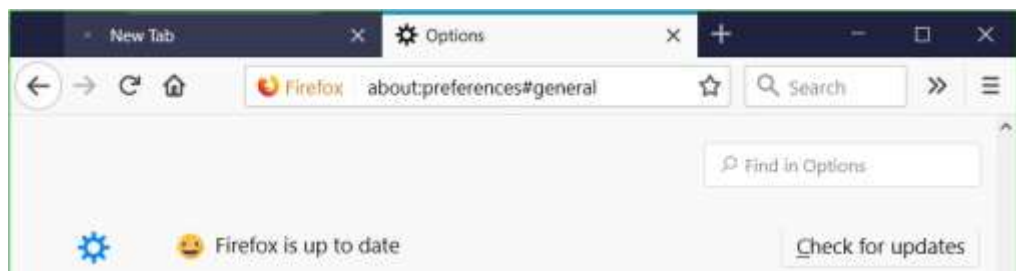 New Tab
Options
Firefox about:preferences#general
Search
Find in Options
Firefox is up to date
Check for updates